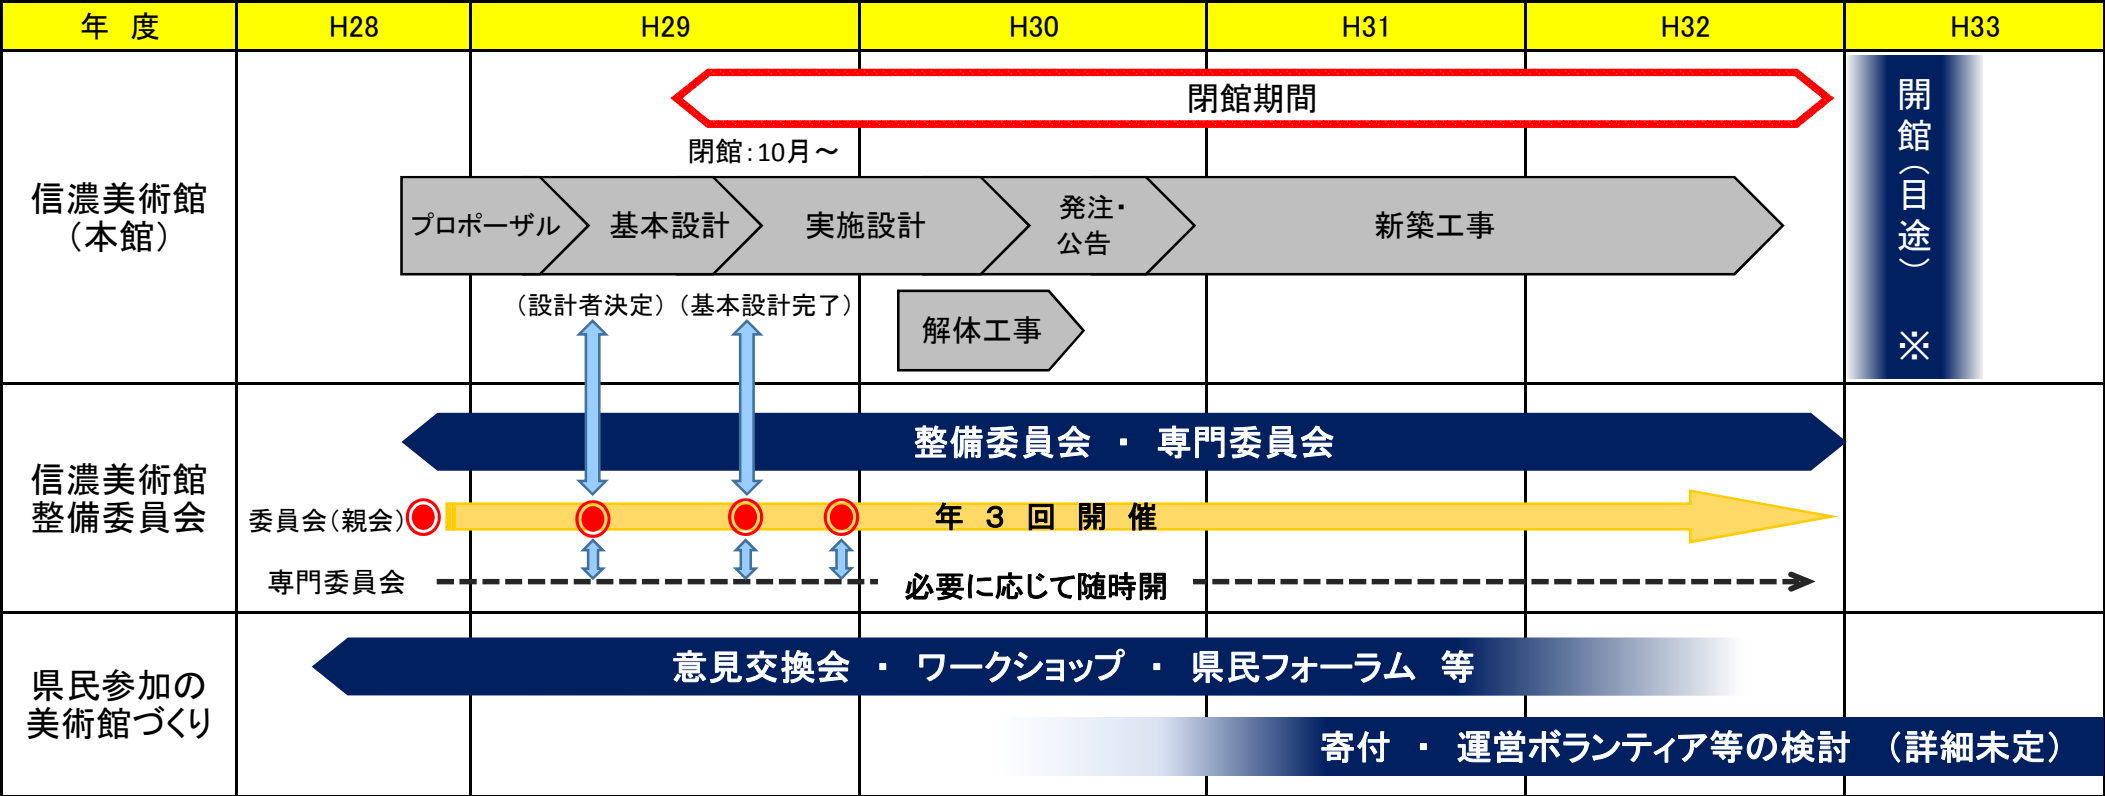 年 度 H28 H29 H30 H31 H32 H33
信濃美術館
（本館）
閉館期間
閉館：10月～
プロポーザル
基本設計
実施設計
発注・
公告
新築工事
（設計者決定）
（基本設計完了）
解体工事
開館（目途） ※
信濃美術館
整備委員会
整備委員会 ・ 専門委員会
委員会（親会）
年 3 回 開 催
専門委員会
必要に応じて随時開
県民参加の
美術館づくり
意見交換会 ・ ワークショップ ・ 県民フォーラム 等
寄付 ・ 運営ボランティア等の検討 （詳細未定）